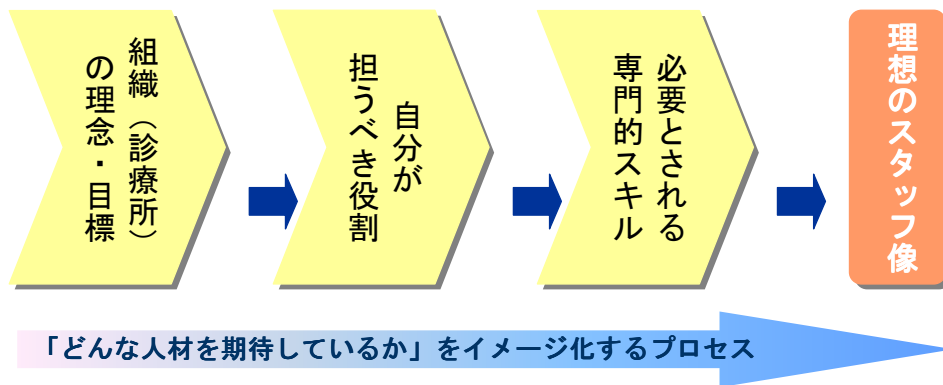 組織（診療所）
の理念・目標
自分が
担うべき役割
必要とされる
専門的スキル
理想のスタッフ像
「どんな人材を期待しているか」をイメージ化するプロセス